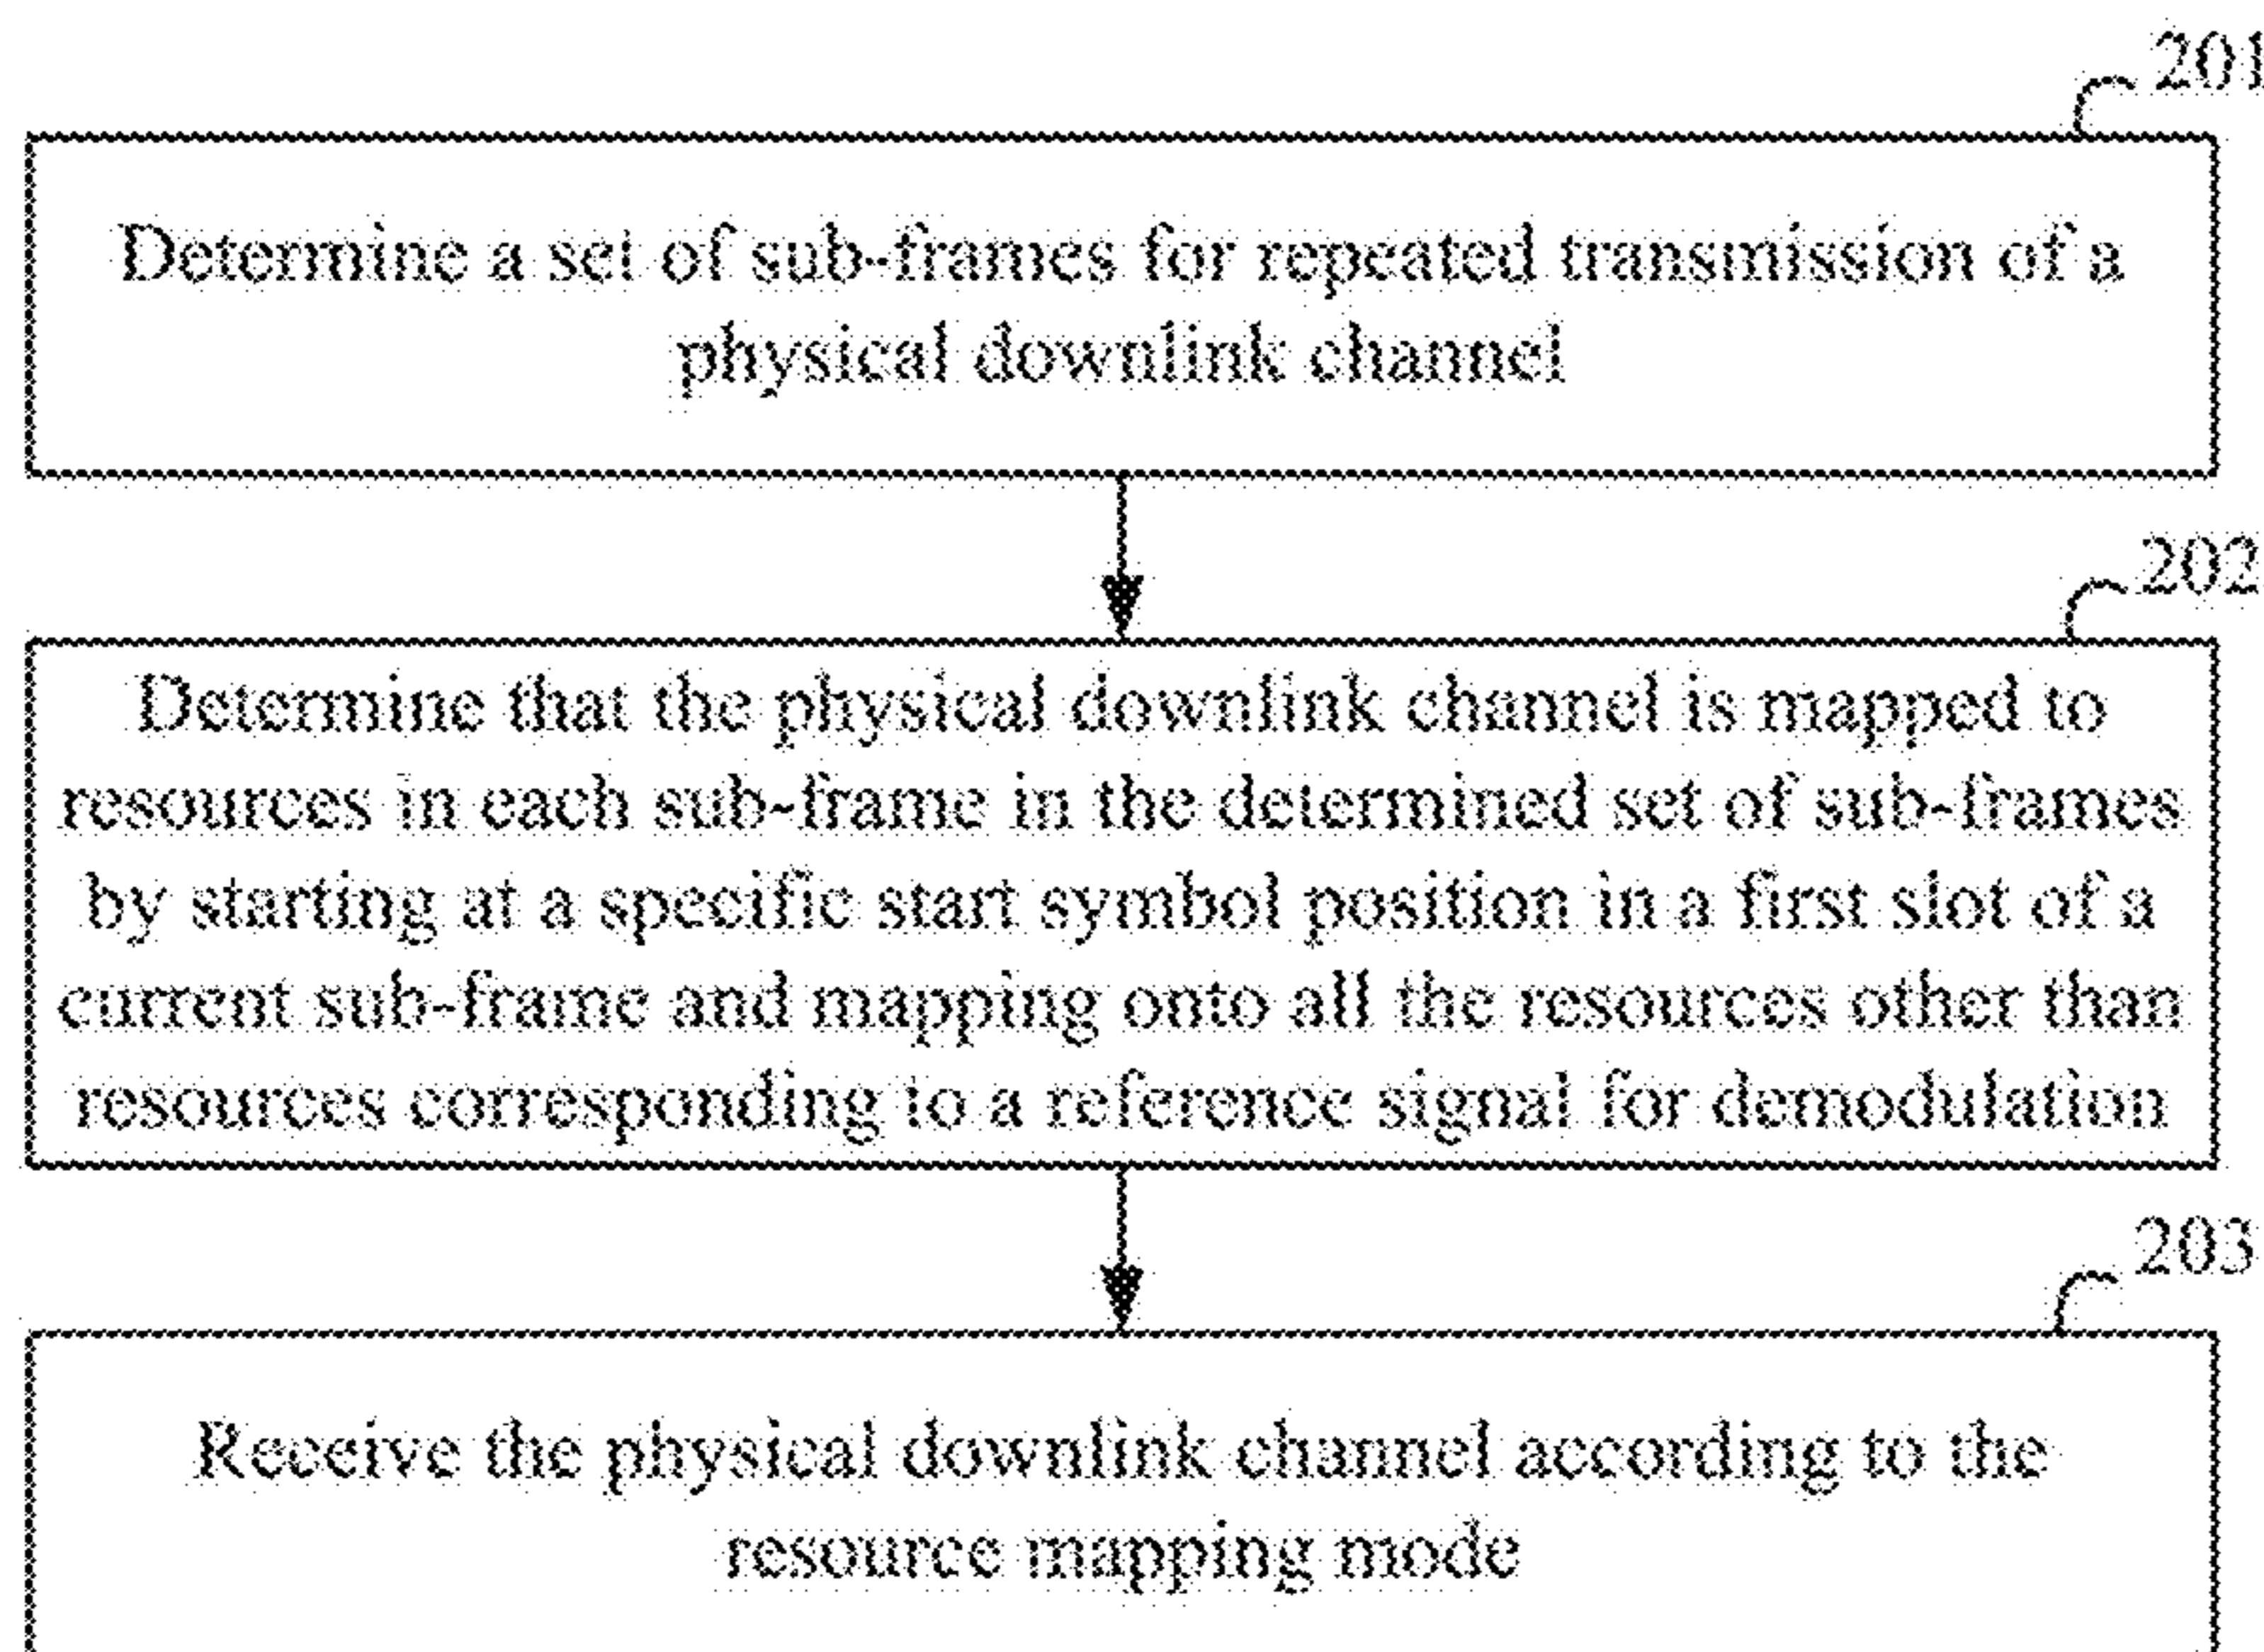 201
Determine a set of sub-frames for repeated transmission of a
physical downlink channel
202
Determine that the physical downlink channel is mapped to
resources in each sub-frame in the determined set of sub-frames
by starting at a specific start symbol position in a first slot of a
current sub-frame and mapping onto all the resources other than
resources corresponding to a reference signal for demodulation
203
Receive the physical downlink channel according to the
resource mapping mode